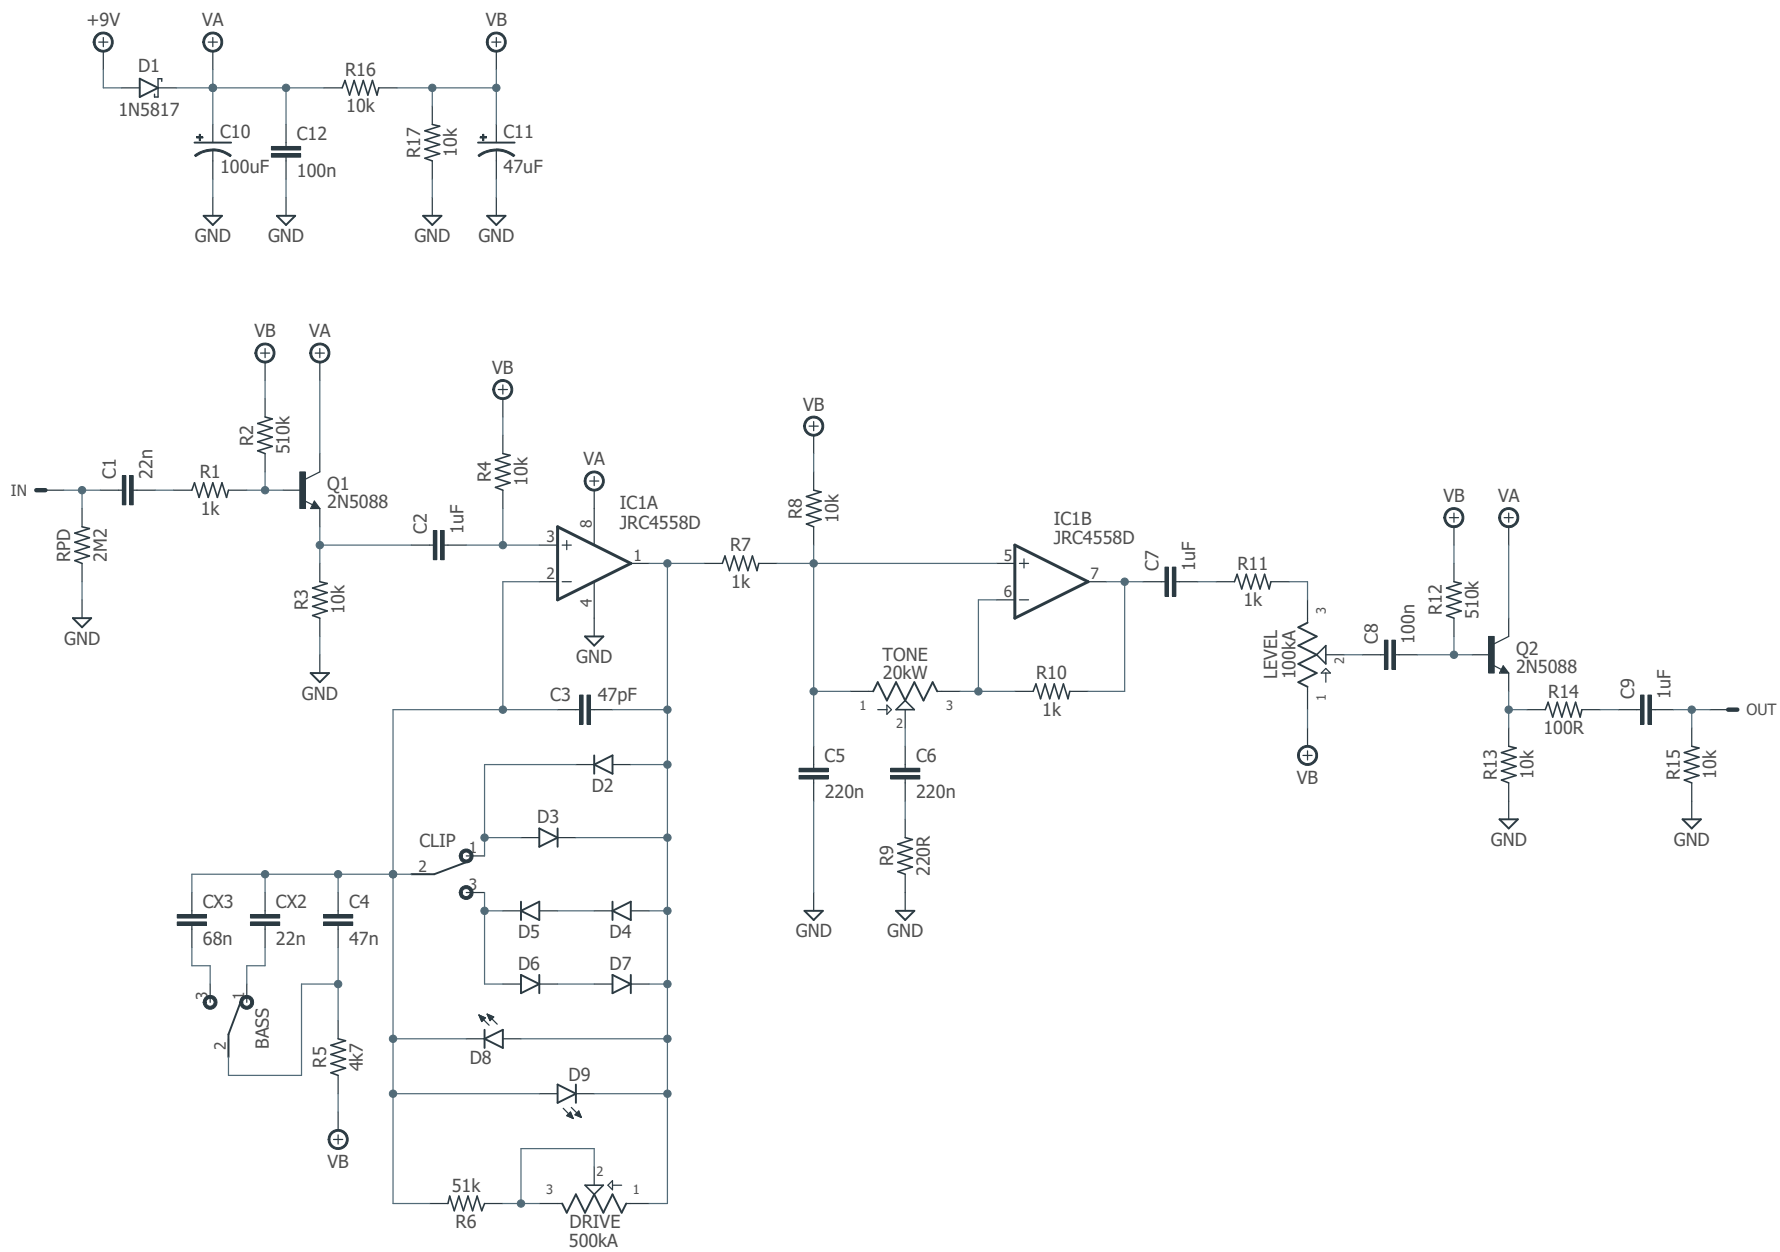 +9V
VA
VB
D1
1N5817
R16
10k
C10
100uF
C12
100n
R17
10k
C11
47uF
GND
GND
GND
GND
VB
VA
VB
VB
VA
R2
510k
C1
22n
R1
1k
IN
Q1
2N5088
RPD
2M2
GND
R3
10k
GND
C2
1uF
R4
10k
IC1A
JRC4558D
8
3
2
1
4
+
−
GND
R7
1k
R8
10k
IC1B
JRC4558D
5
6
7
+
−
C7
1uF
R11
1k
LEVEL
100kA
3
2
1
VB
C8
100n
VB
VA
R12
510k
Q2
2N5088
R14
100R
C9
1uF
OUT
R13
10k
R15
10k
GND
GND
TONE
20kW
1
2
3
R10
1k
C5
220n
C6
220n
R9
220R
GND
GND
C3
47pF
D2
D3
CLIP
1
2
3
D5
D4
D6
D7
D8
D9
CX3
68n
CX2
22n
C4
47n
3
1
2
BASS
R5
4k7
VB
51k
R6
3
2
1
DRIVE
500kA